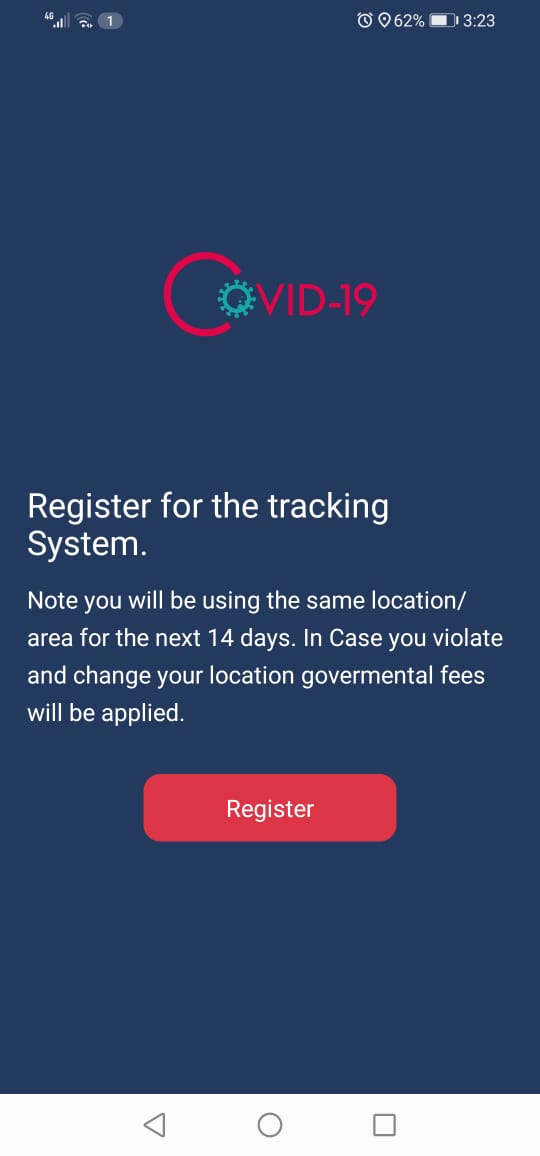 4G 1 62% 3:23
COVID-19
Register for the tracking
System.
Note you will be using the same location/
area for the next 14 days. In Case you violate
and change your location govermental fees
will be applied.
Register